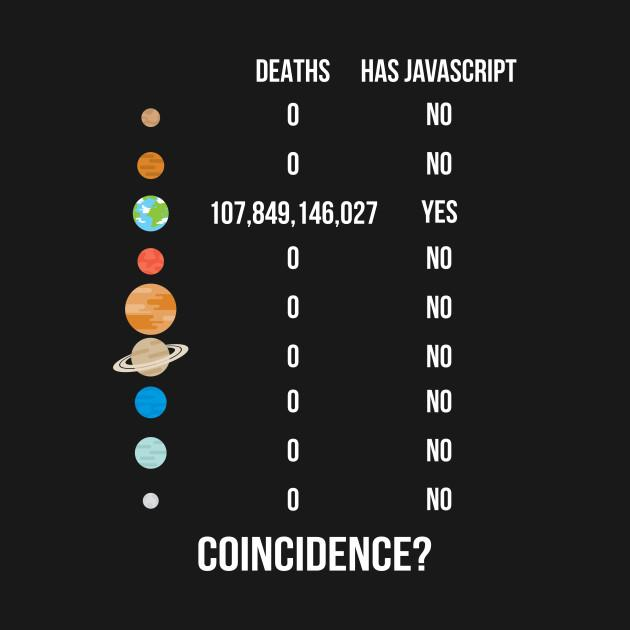 DEATHS HAS JAVASCRIPT
0 NO
0 NO
107,849,146,027 YES
0 NO
0 NO
0 NO
0 NO
0 NO
0 NO
COINCIDENCE?